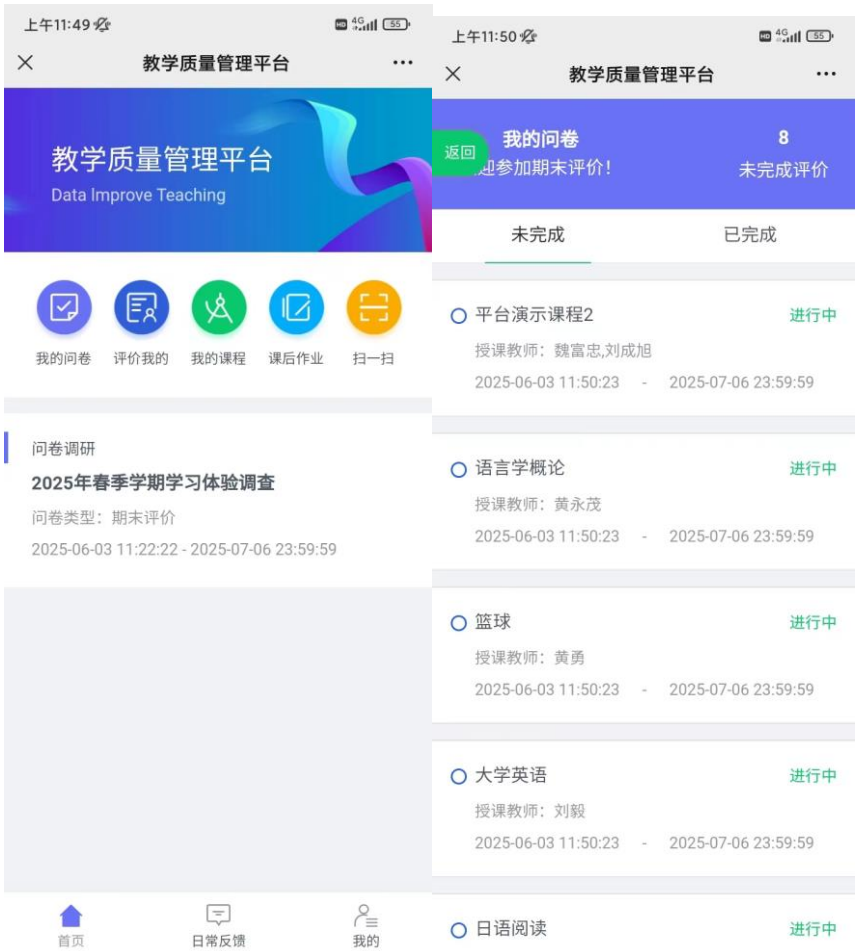 上午11:49
HD 4G 55
教学质量管理平台
教学质量管理平台
Data Improve Teaching
我的问卷 评价我的 我的课程 课后作业 扫一扫
问卷调研
2025年春季学期学习体验调查
问卷类型：期末评价
2025-06-03 11:22:22 - 2025-07-06 23:59:59
首页 日常反馈 我的
上午11:50
HD 4G 55
教学质量管理平台
返回
我的问卷
迎参加期末评价！
8
未完成评价
未完成 已完成
平台演示课程2 进行中
授课教师：魏富忠,刘成旭
2025-06-03 11:50:23 - 2025-07-06 23:59:59
语言学概论 进行中
授课教师：黄永茂
2025-06-03 11:50:23 - 2025-07-06 23:59:59
篮球 进行中
授课教师：黄勇
2025-06-03 11:50:23 - 2025-07-06 23:59:59
大学英语 进行中
授课教师：刘毅
2025-06-03 11:50:23 - 2025-07-06 23:59:59
日语阅读 进行中